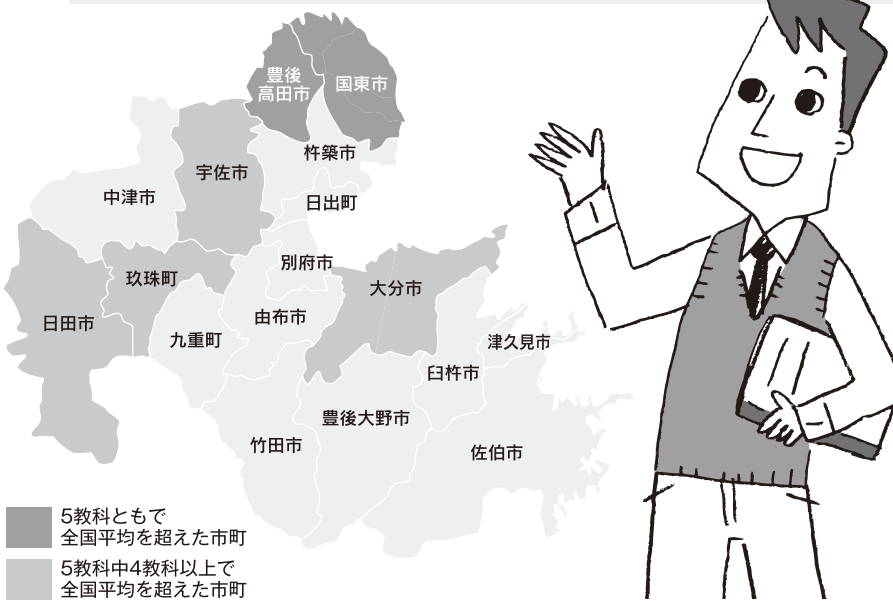 豊後
高田市
国東市
杵築市
宇佐市
中津市
日出町
別府市
玖珠町
大分市
由布市
日田市
九重町
津久見市
臼杵市
豊後大野市
竹田市
佐伯市
5教科ともで
全国平均を超えた市町
5教科中4教科以上で
全国平均を超えた市町